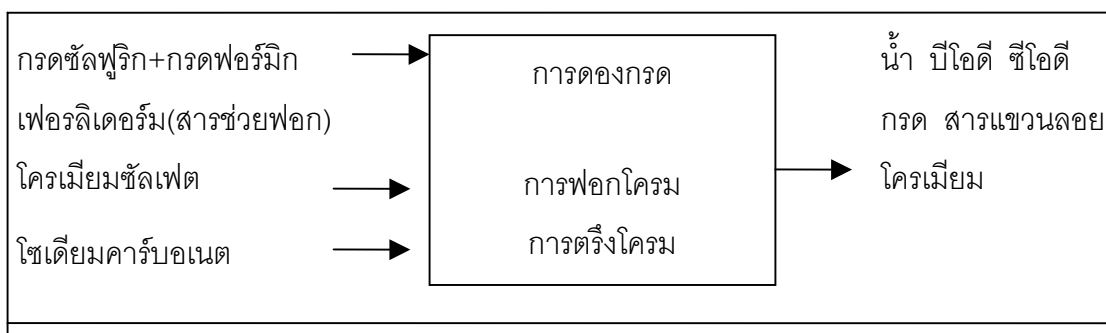 กรดซัลฟูริก+กรดฟอร์มิก
เฟอรลิเดอร์ม(สารช่วยฟอก)
โครเมียมซัลเฟต
โซเดียมคาร์บอเนต
การดองกรด
การฟอกโครม
การตรึงโครม
น้ำ บีโอดี ซีโอดี
กรด สารแขวนลอย
โครเมียม